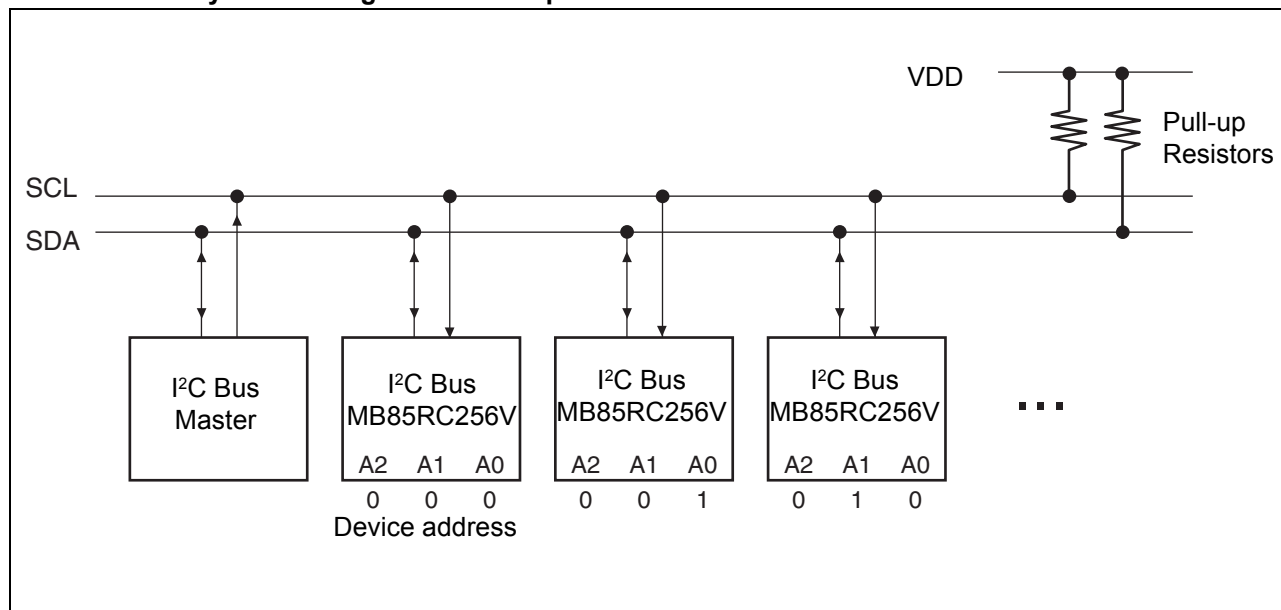 VDD
Pull-up
Resistors
SCL
SDA
I²C Bus
Master
I²C Bus
MB85RC256V
A2 A1 A0
0 0 0
Device address
I²C Bus
MB85RC256V
A2 A1 A0
0 0 1
I²C Bus
MB85RC256V
A2 A1 A0
0 1 0
...